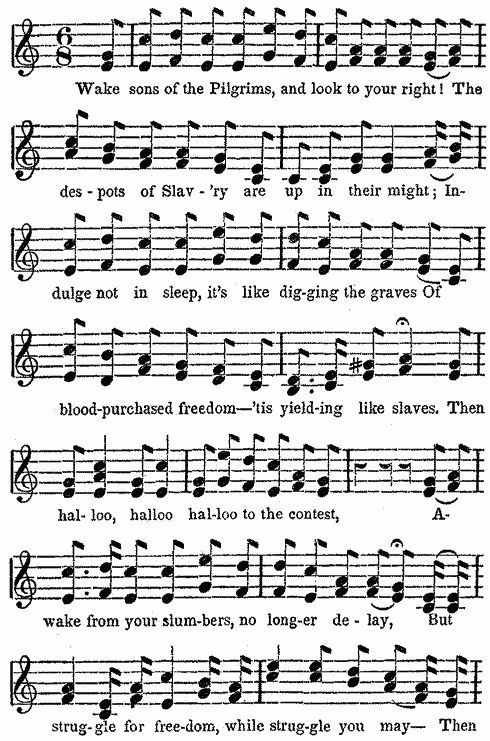 6
8
Wake sons of the Pilgrims, and look to your right! The
des - pots of Slav - 'ry are up in their might; In-
dulge not in sleep, it's like dig-ging the graves Of
blood-purchased freedom—'tis yield-ing like slaves. Then
hal- loo, halloo hal-loo to the contest, A-
wake from your slum-bers, no long-er de - lay, But
strug-gle for free-dom, while strug-gle you may— Then